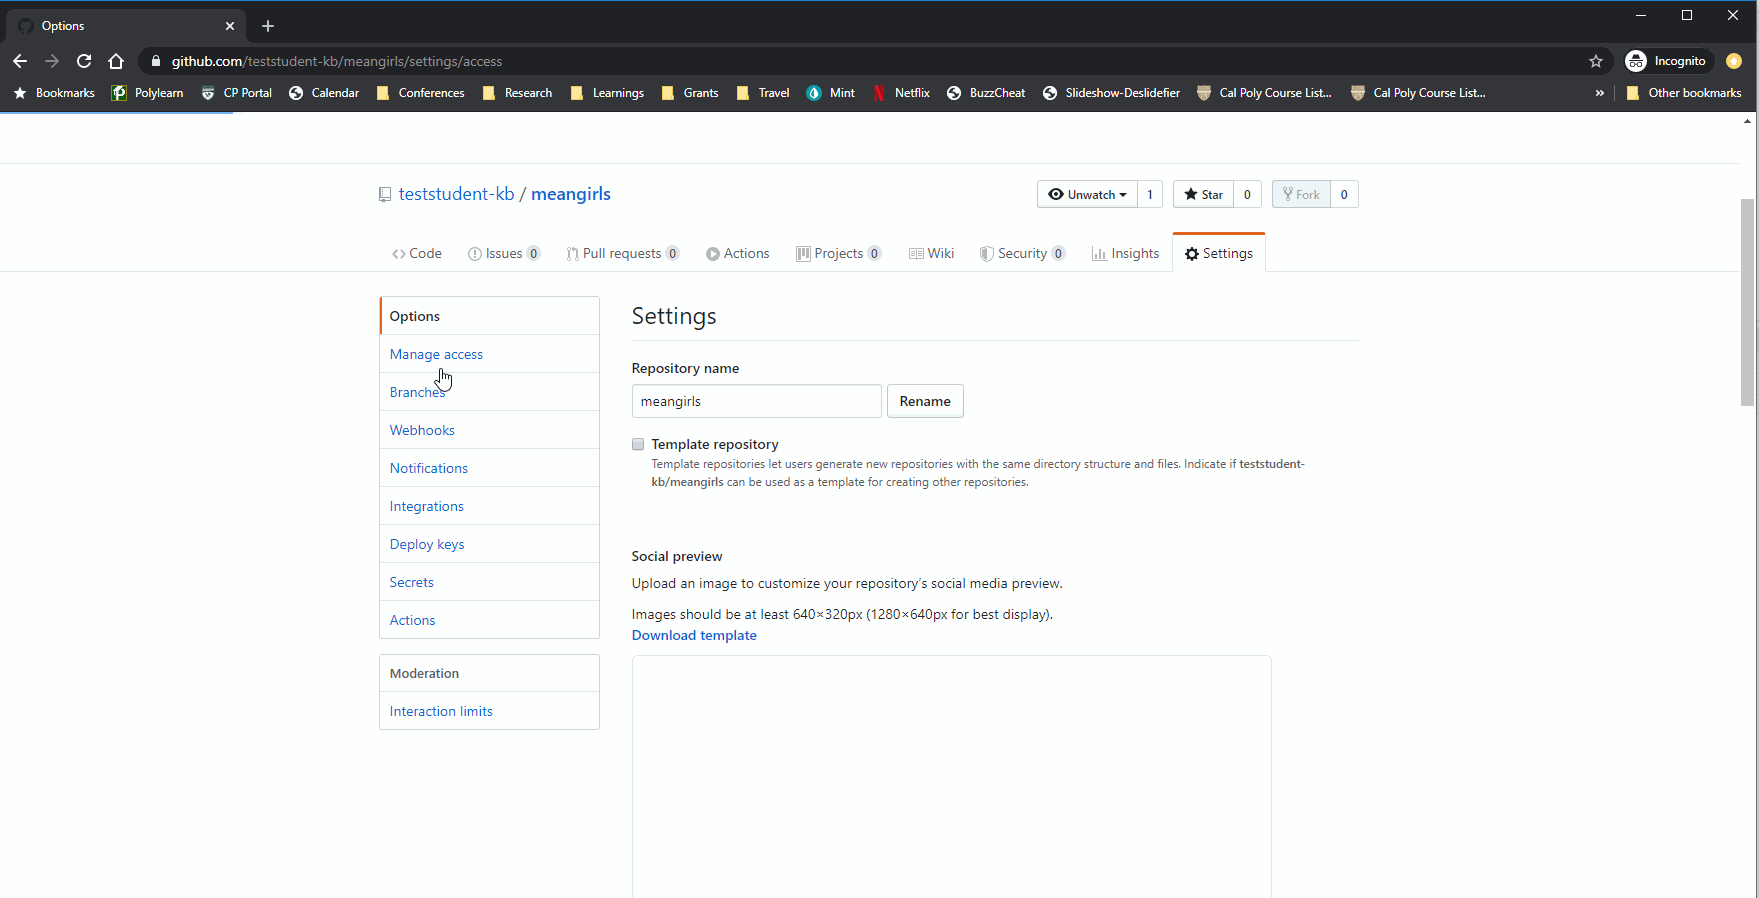 Options
github.com/teststudent-kb/meangirls/settings/access
Incognito
Bookmarks Polylearn CP Portal Calendar Conferences Research Learnings Grants Travel Mint Netflix BuzzCheat Slideshow-Deslidefier Cal Poly Course List... Cal Poly Course List... » Other bookmarks
teststudent-kb / meangirls
Unwatch 1 Star 0 Fork 0
Code Issues 0 Pull requests 0 Actions Projects 0 Wiki Security 0 Insights Settings
Options
Manage access
Branches
Webhooks
Notifications
Integrations
Deploy keys
Secrets
Actions
Moderation
Interaction limits
Settings
Repository name
meangirls Rename
Template repository
Template repositories let users generate new repositories with the same directory structure and files. Indicate if teststudent-
kb/meangirls can be used as a template for creating other repositories.
Social preview
Upload an image to customize your repository's social media preview.
Images should be at least 640×320px (1280×640px for best display).
Download template